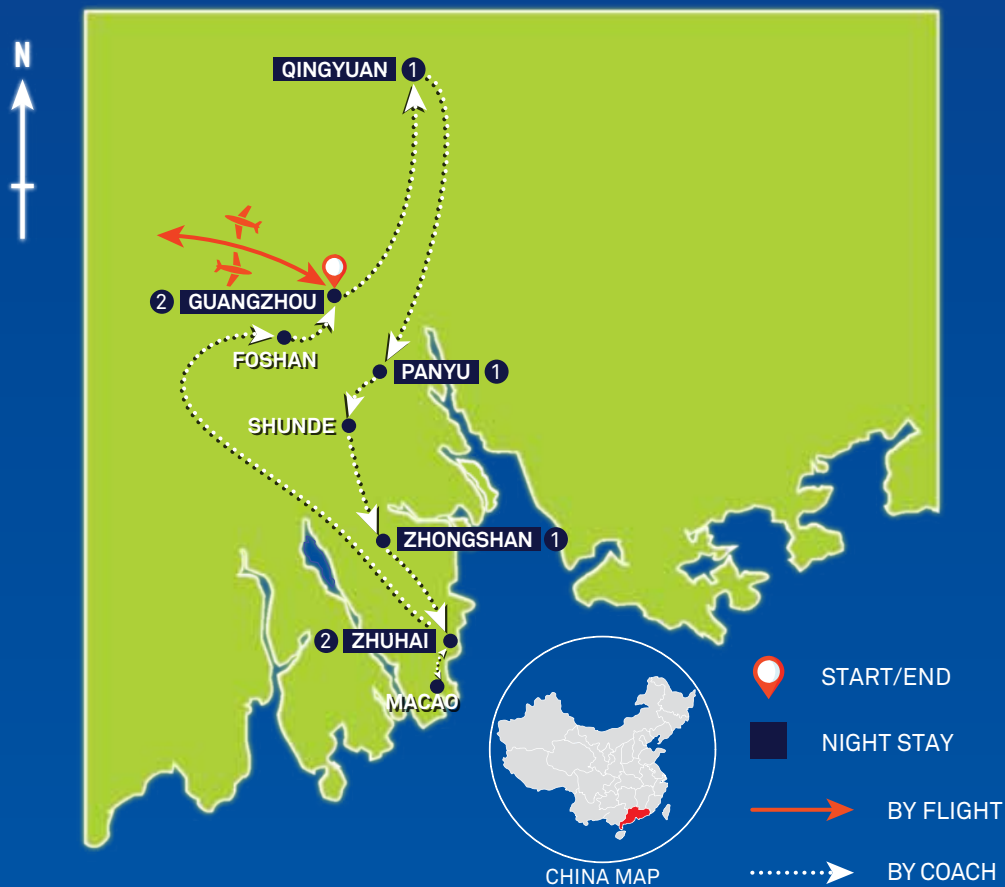 N
QINGYUAN 1
2 GUANGZHOU
FOSHAN
PANYU 1
SHUNDE
ZHONGSHAN 1
2 ZHUHAI
MACAO
START/END
NIGHT STAY
BY FLIGHT
BY COACH
CHINA MAP